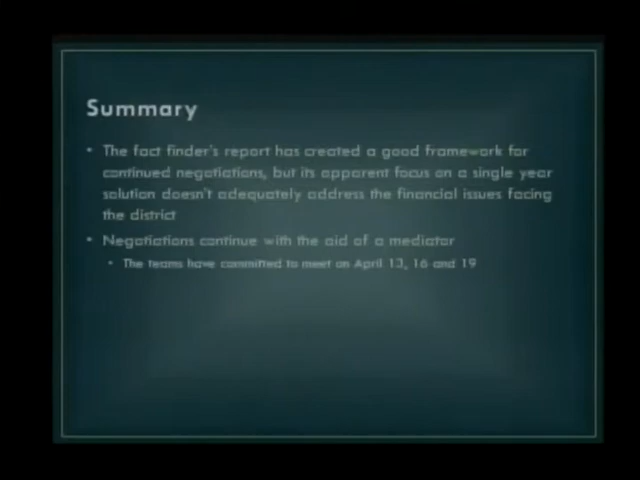 Summary
• The fact finder's report has created a good framework for
continued negotiations, but its apparent focus on a single year
solution doesn't adequately address the financial issues facing
the district
• Negotiations continue with the aid of a mediator
• The teams have committed to meet on April 13, 16 and 19